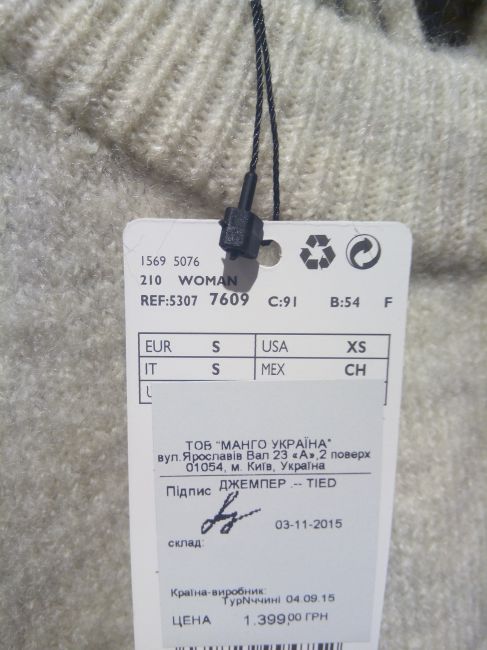 1569 5076
210 WOMAN
REF:5307 7609 C:91 B:54 F
EUR S USA XS
IT S MEX CH
ТОВ "МАНГО УКРАЇНА"
вул.Ярославів Вал 23 «А»,2 поверх
01054, м. Київ, Україна
Підпис ДЖЕМПЕР .-- TIED
03-11-2015
склад:
Країна-виробник:
ТурNччині 04.09.15
ЦЕНА 1.399,00 ГРН